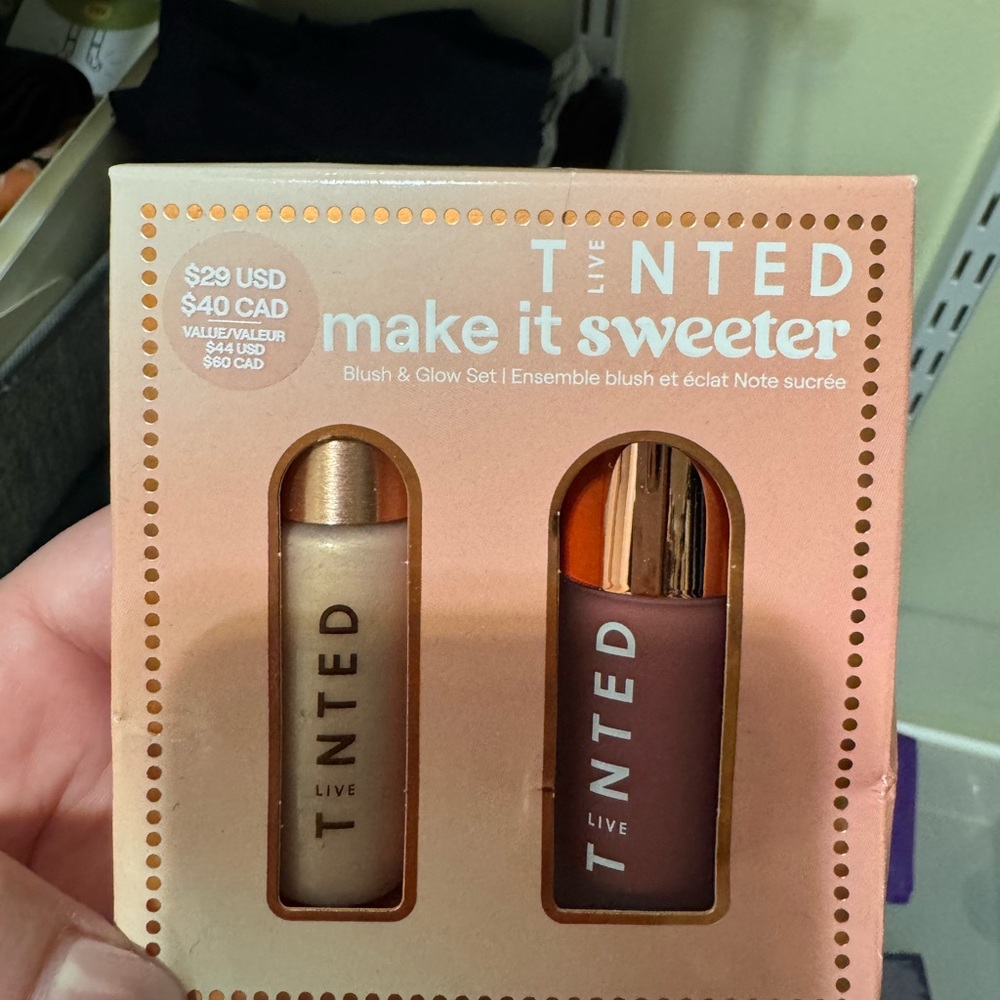 $29 USD
$40 CAD
VALUE/VALEUR
$44 USD
$60 CAD
T LIVE NTED
make it sweeter
Blush & Glow Set | Ensemble blush et éclat Note sucrée
T LIVE NTED
T LIVE NTED